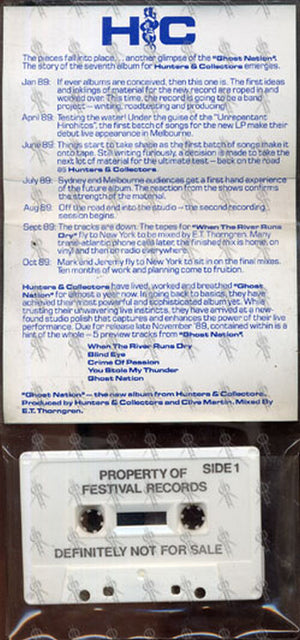 H C
The pieces fall into place... another glimpse of the "Ghost Nation".
The story of the seventh album for Hunters & Collectors emerges.
Jan 89: If ever albums are conceived, then this one is. The first ideas
and inklings of material for the new record are roped in and
worked over. This time, the record is going to be a band
project — writing, roadtesting and producing!
April 89: Testing the water! Under the guise of the "Unrepentant
Hirohitos", the first batch of songs for the new LP make their
debut live appearance in Melbourne.
June 89: Things start to take shape as the first batch of songs make it
onto tape. Still writing furiously, a decision is made to take the
next lot of material for the ultimate test — back on the road
as Hunters & Collectors.
July 89: Sydney and Melbourne audiences get a first hand experience
of the future album. The reaction from the shows confirms
the strength of the material.
Aug 89: Off the road and into the studio — the second recording
session begins.
Sept 89: The tracks are down. The tapes for "When The River Runs
Dry" fly to New York to be mixed by E.T. Thorngren. Many
trans-atlantic phone calls later, the finished mix is home, on
vinyl and then on radio everywhere.
Oct 89: Mark and Jeremy fly to New York to sit in on the final mixes.
Ten months of work and planning come to fruition.
Hunters & Collectors have lived, worked and breathed "Ghost
Nation" for almost a year now. In going back to basics, they have
achieved their most powerful and sophisticated album yet. While
trusting their unwavering live instincts, they have arrived at a new-
found studio polish that captures and enhances the power of their live
performance. Due for release late November '89, contained within is a
hint of the whole — 5 preview tracks from "Ghost Nation".
When The River Runs Dry
Blind Eye
Crime Of Passion
You Stole My Thunder
Ghost Nation
"Ghost Nation" — the new album from Hunters & Collectors.
Produced by Hunters & Collectors and Clive Martin. Mixed By
E.T. Thorngren.
PROPERTY OF SIDE 1
FESTIVAL RECORDS
DEFINITELY NOT FOR SALE